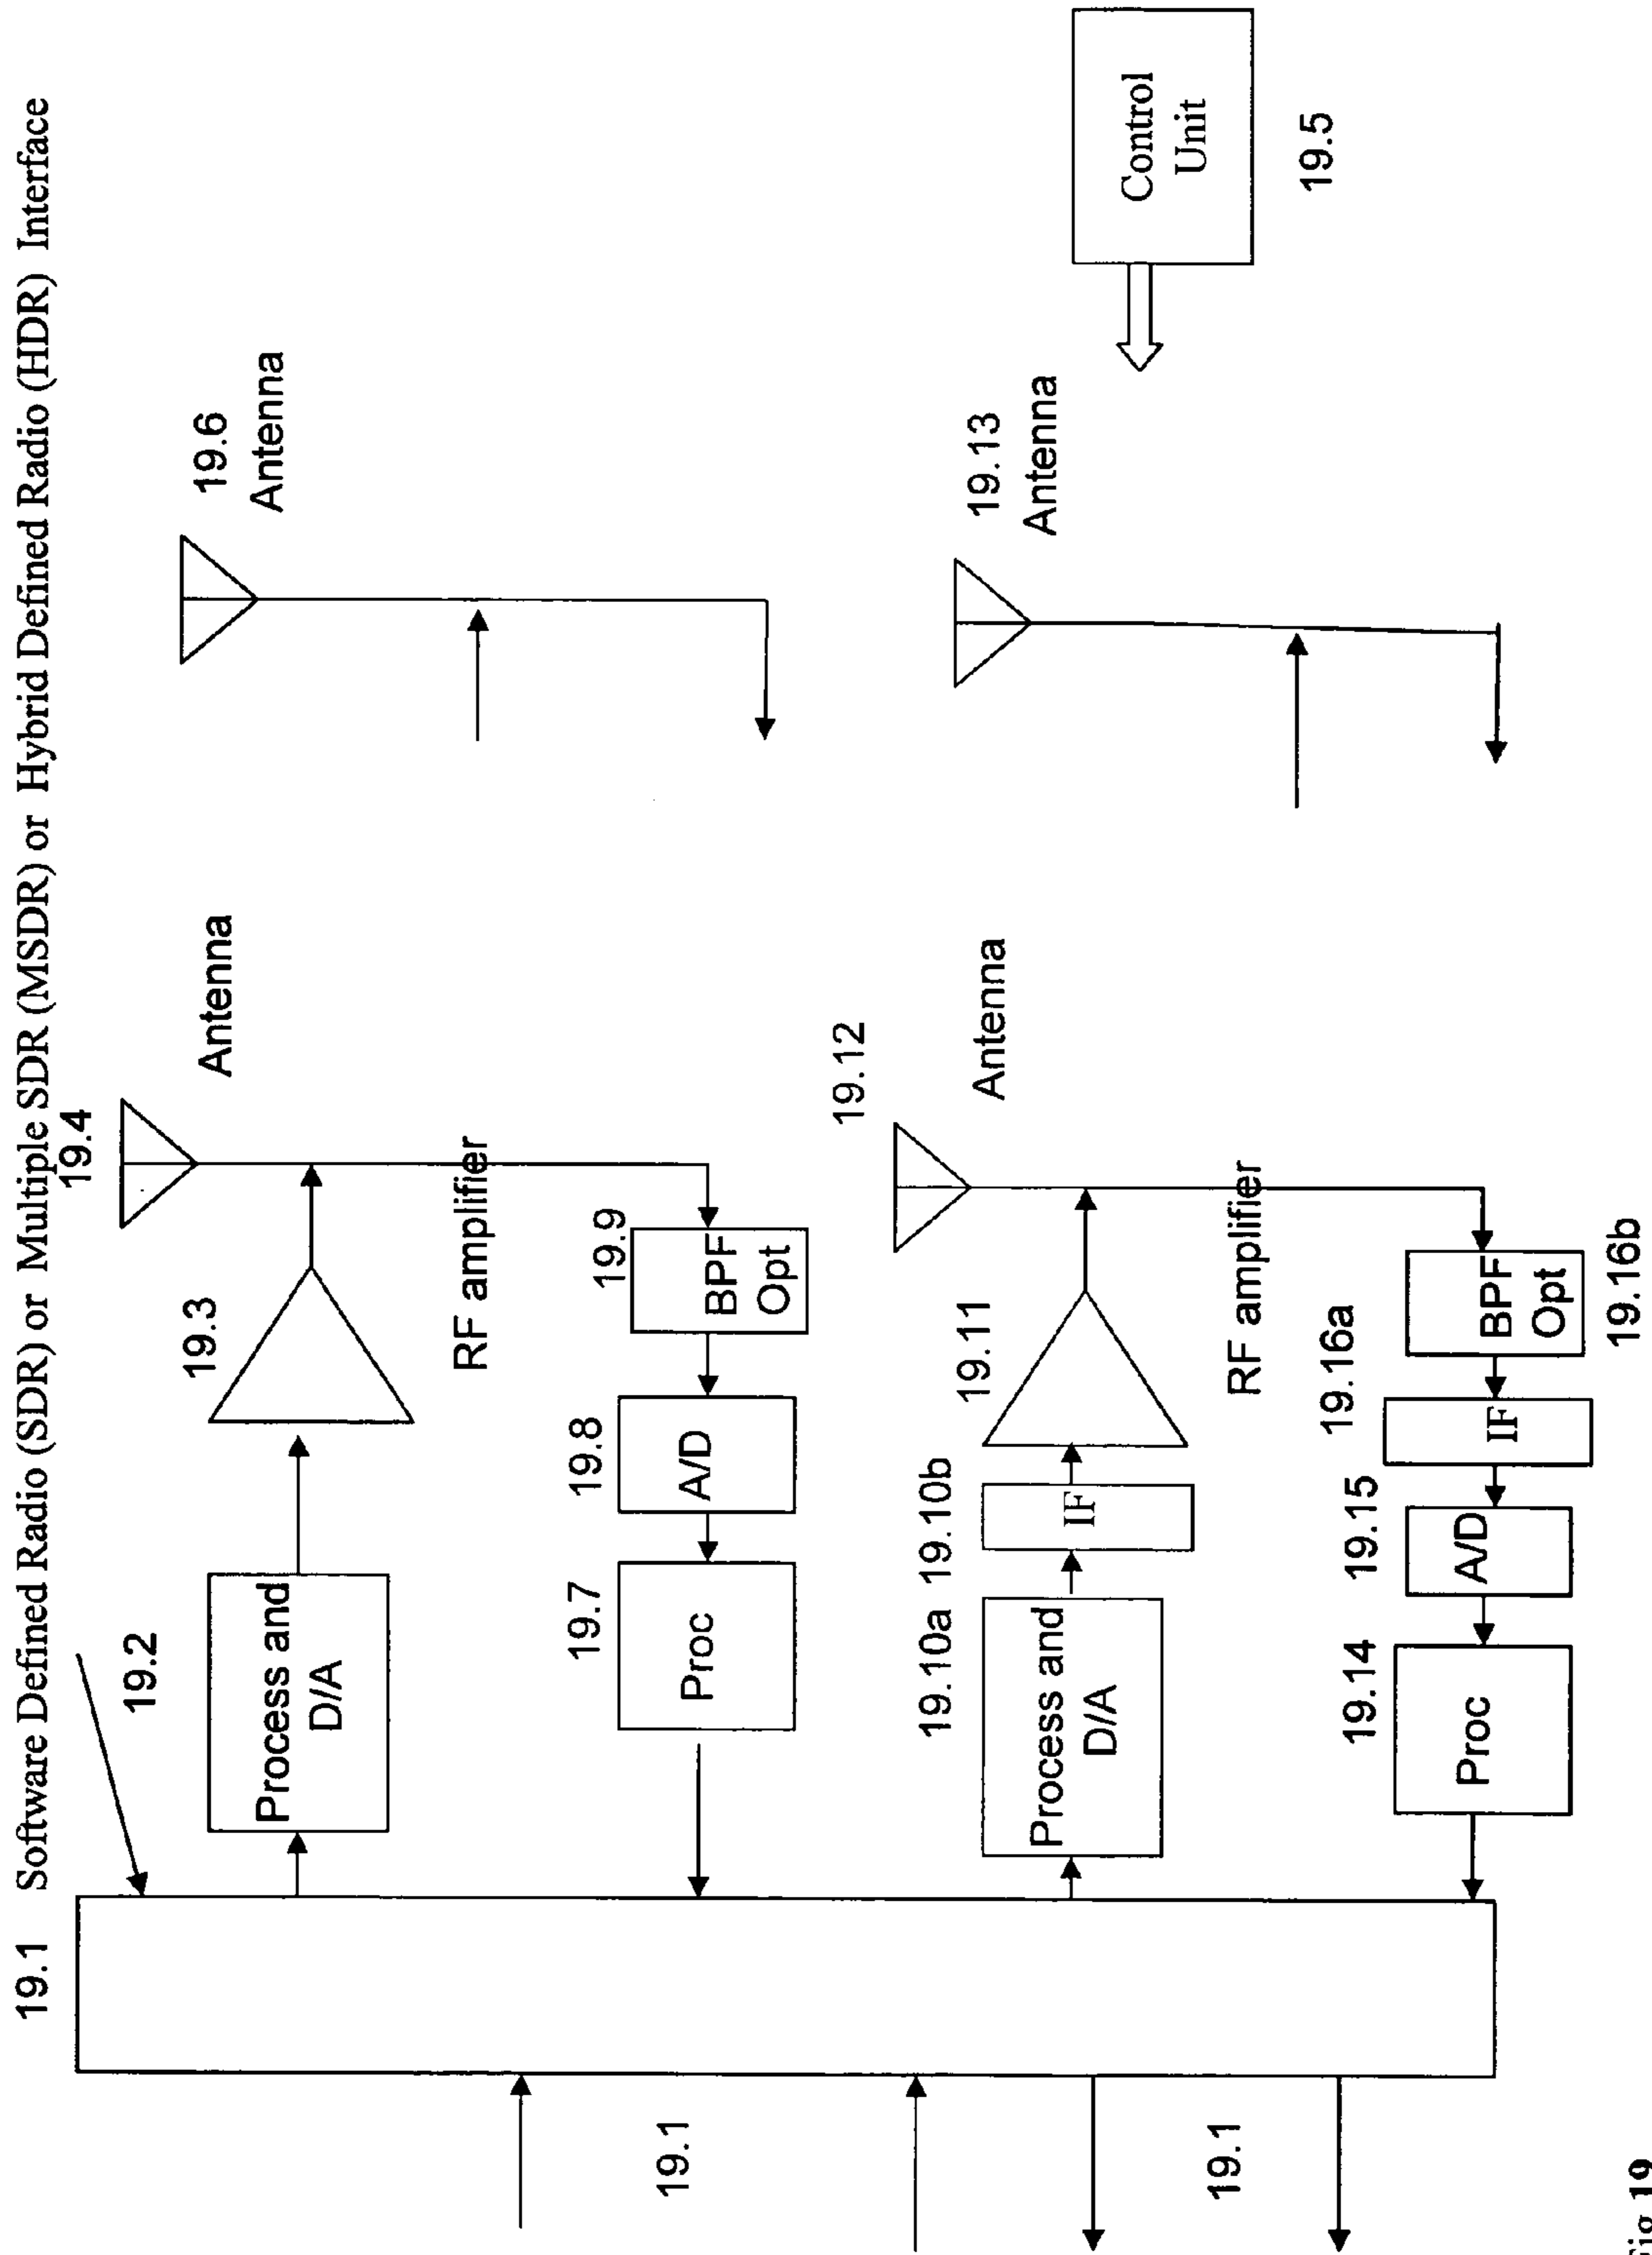 19.1 Software Defined Radio (SDR) or Multiple SDR (MSDR) or Hybrid Defined Radio (HDR) Interface
19.4
Antenna
19.6
Antenna
19.2
Process and
D/A
19.3
RF amplifier
19.9
BPF
Opt
19.8
A/D
19.7
Proc
19.1
19.12
Antenna
19.13
Antenna
19.10a
Process and
D/A
19.10b
IF
19.11
RF amplifier
19.16a
IF
BPF
Opt
19.16b
19.15
A/D
19.14
Proc
19.1
Control
Unit
19.5
Fig 19